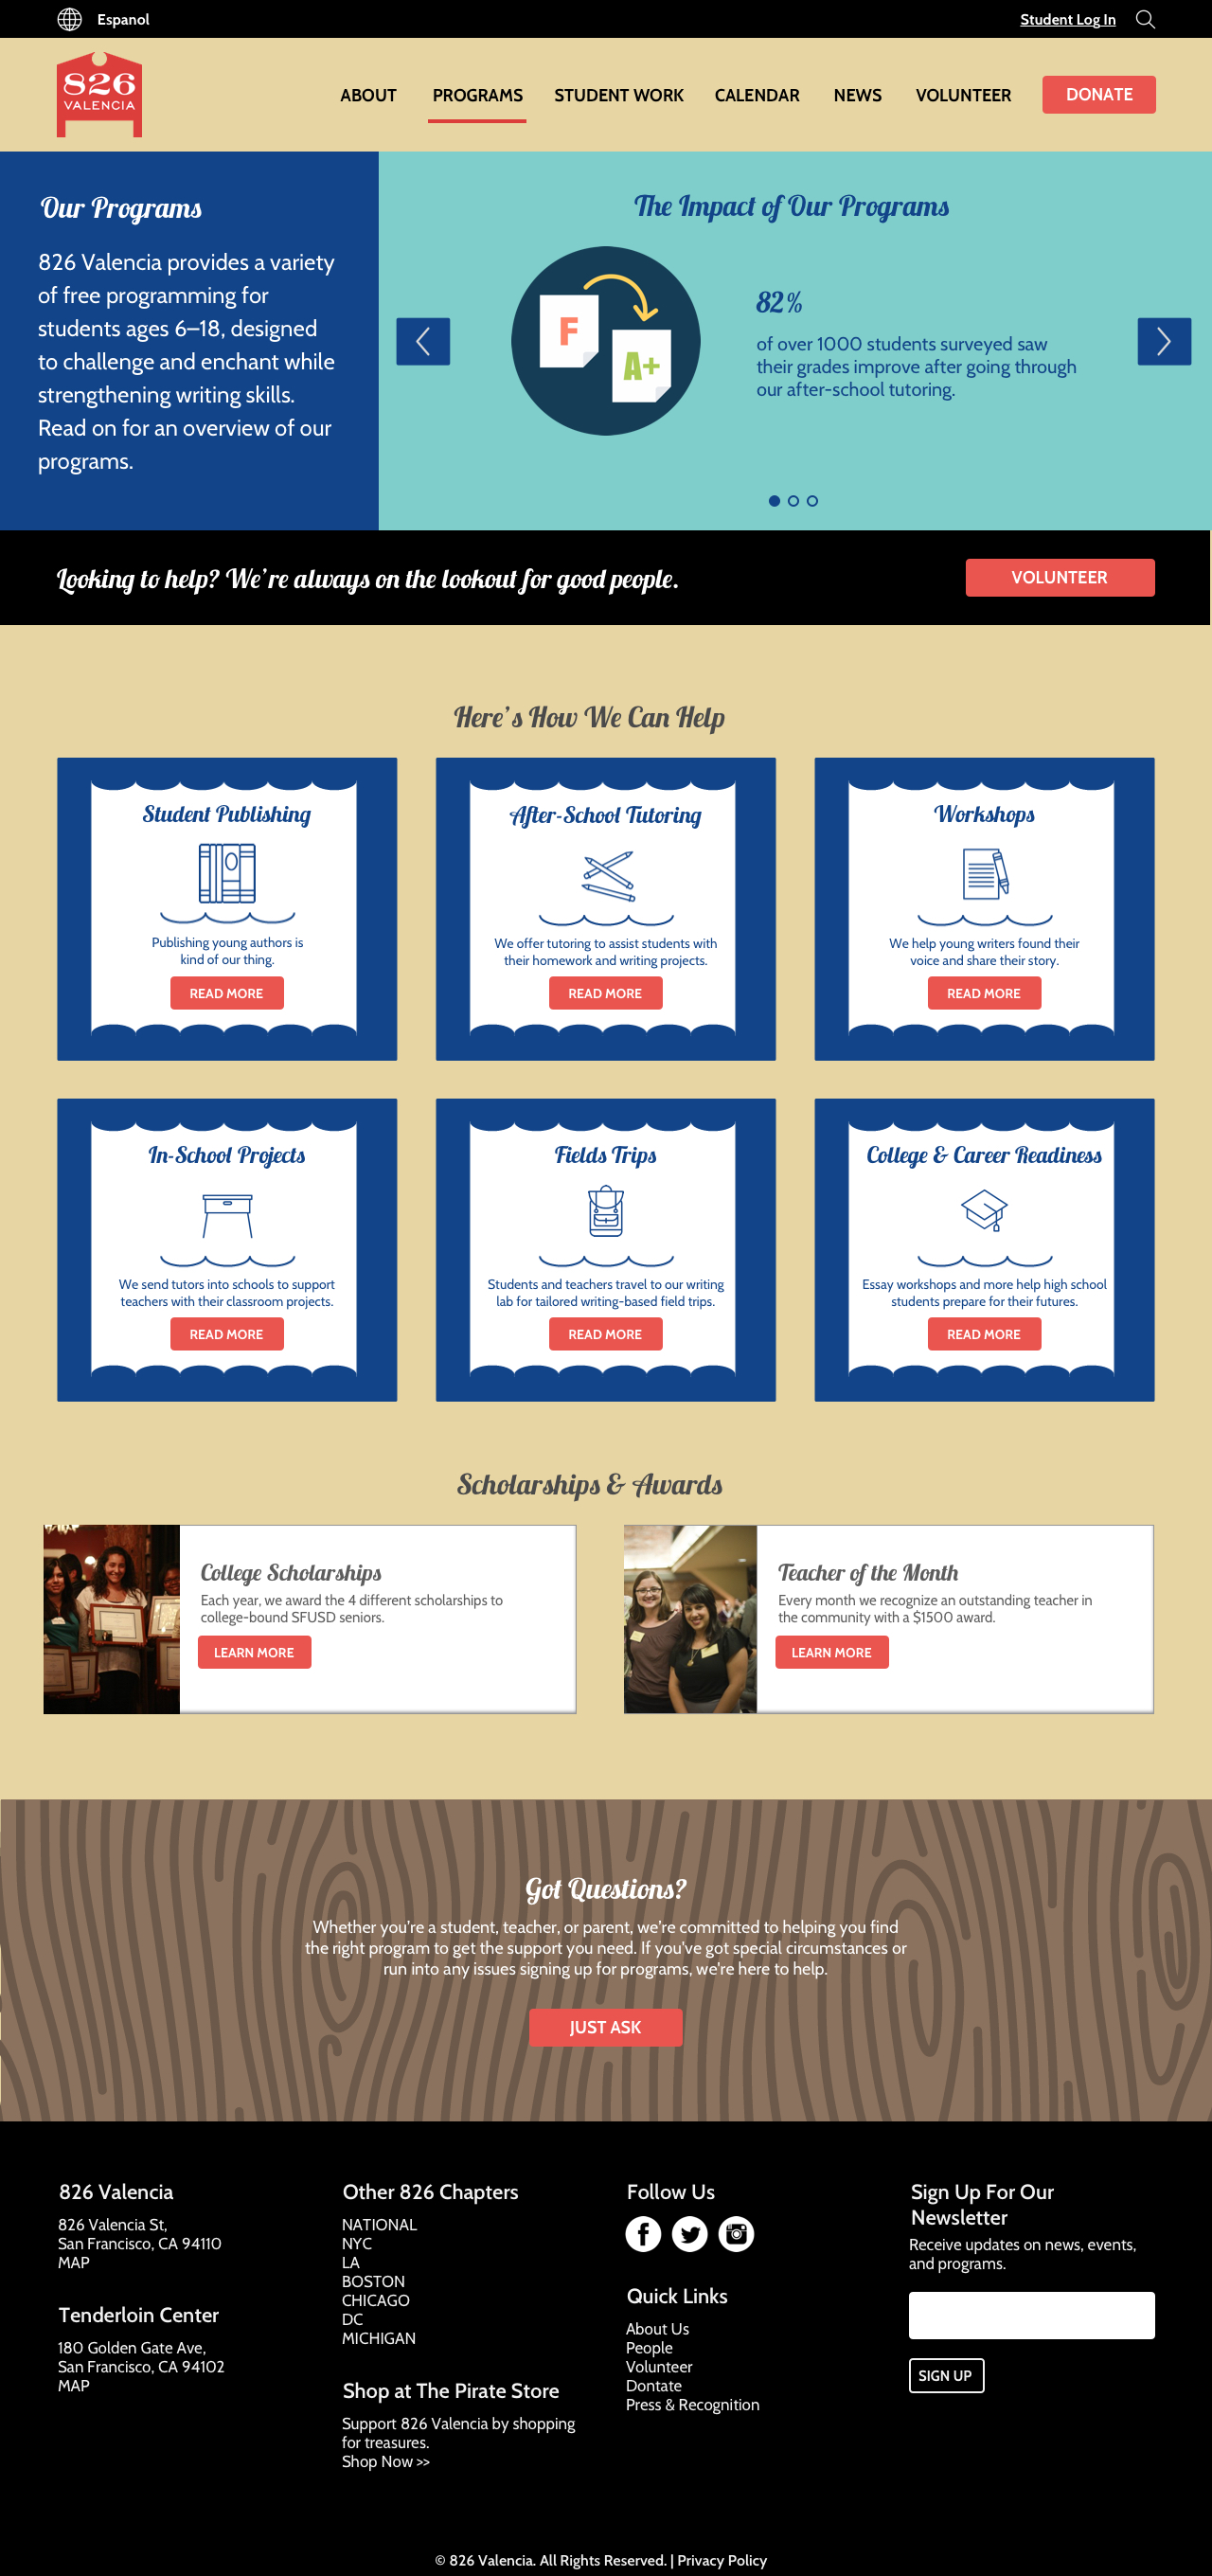 Espanol
Student Log In
826
VALENCIA
ABOUT
PROGRAMS
STUDENT WORK
CALENDAR
NEWS
VOLUNTEER
DONATE
Our Programs
826 Valencia provides a variety
of free programming for
students ages 6–18, designed
to challenge and enchant while
strengthening writing skills.
Read on for an overview of our
programs.
The Impact of Our Programs
F
A+
82%
of over 1000 students surveyed saw
their grades improve after going through
our after-school tutoring.
Looking to help? We're always on the lookout for good people.
VOLUNTEER
Here's How We Can Help
Student Publishing
Publishing young authors is
kind of our thing.
READ MORE
After-School Tutoring
We offer tutoring to assist students with
their homework and writing projects.
READ MORE
Workshops
We help young writers found their
voice and share their story.
READ MORE
In-School Projects
We send tutors into schools to support
teachers with their classroom projects.
READ MORE
Fields Trips
Students and teachers travel to our writing
lab for tailored writing-based field trips.
READ MORE
College & Career Readiness
Essay workshops and more help high school
students prepare for their futures.
READ MORE
Scholarships & Awards
College Scholarships
Each year, we award the 4 different scholarships to
college-bound SFUSD seniors.
LEARN MORE
Teacher of the Month
Every month we recognize an outstanding teacher in
the community with a $1500 award.
LEARN MORE
Got Questions?
Whether you're a student, teacher, or parent, we're committed to helping you find
the right program to get the support you need. If you've got special circumstances or
run into any issues signing up for programs, we're here to help.
JUST ASK
826 Valencia
826 Valencia St,
San Francisco, CA 94110
MAP
Tenderloin Center
180 Golden Gate Ave,
San Francisco, CA 94102
MAP
Other 826 Chapters
NATIONAL
NYC
LA
BOSTON
CHICAGO
DC
MICHIGAN
Shop at The Pirate Store
Support 826 Valencia by shopping
for treasures.
Shop Now >>
Follow Us
Quick Links
About Us
People
Volunteer
Dontate
Press & Recognition
Sign Up For Our
Newsletter
Receive updates on news, events,
and programs.
SIGN UP
© 826 Valencia. All Rights Reserved. | Privacy Policy